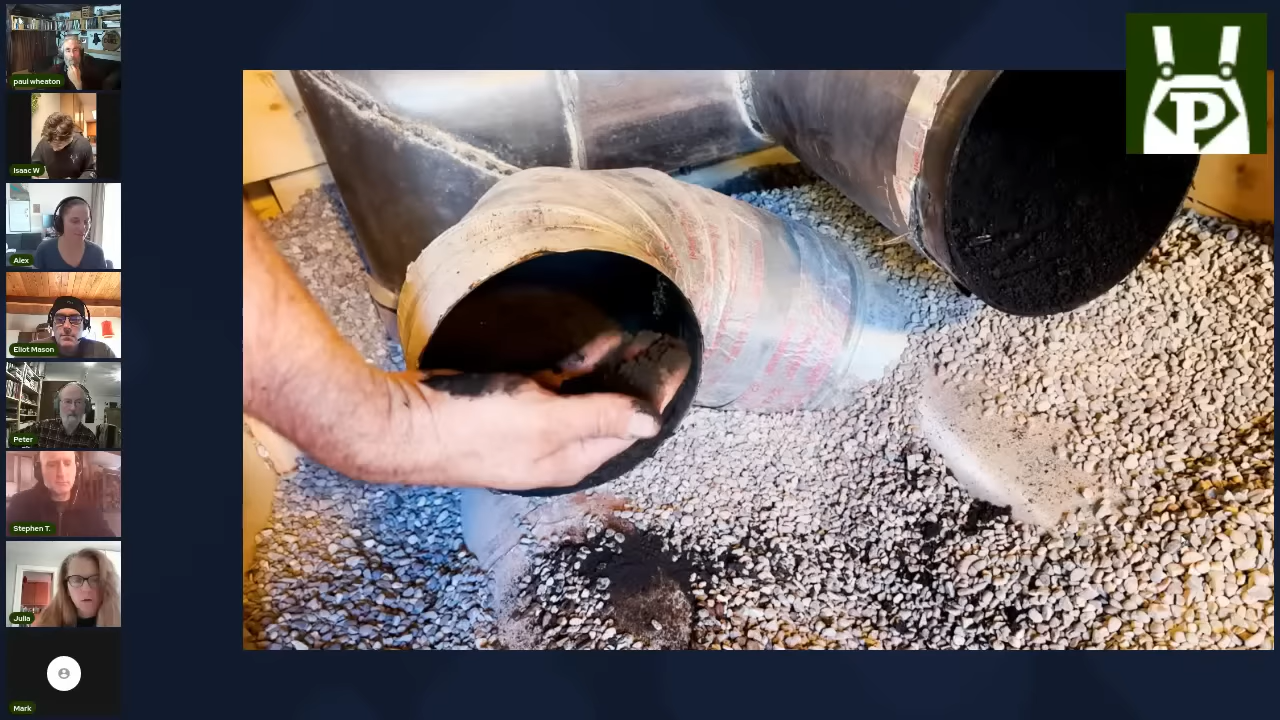 paul wheaton
Isaac W
Alex
Eliot Mason
Peter
Stephen T.
Julia
Mark
P